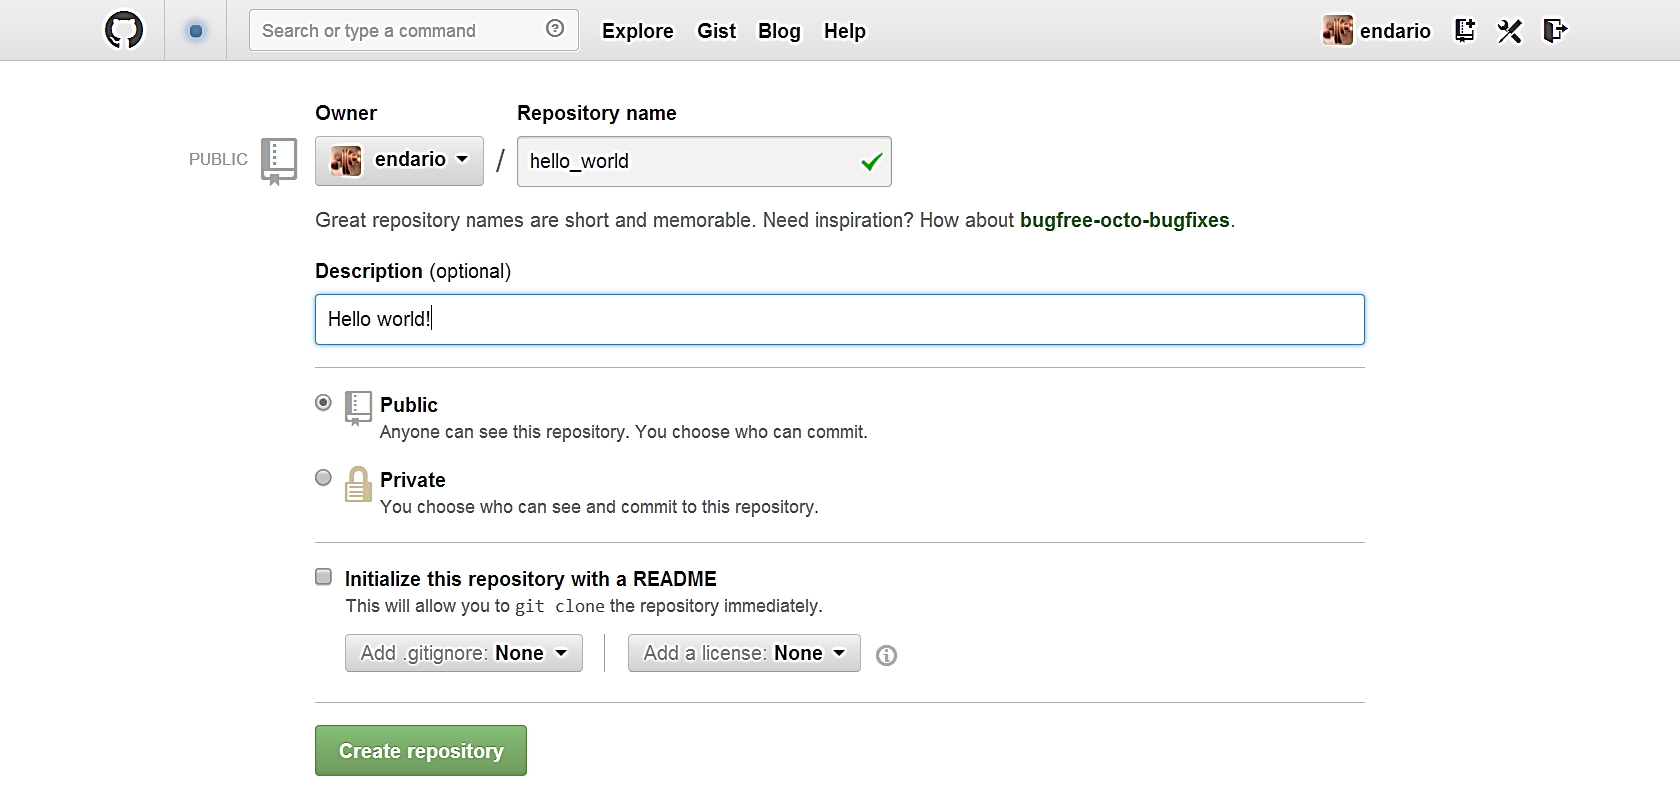 Search or type a command
Explore Gist Blog Help
endario
Owner
Repository name
PUBLIC
endario / hello_world
Great repository names are short and memorable. Need inspiration? How about bugfree-octo-bugfixes.
Description (optional)
Hello world!
Public
Anyone can see this repository. You choose who can commit.
Private
You choose who can see and commit to this repository.
Initialize this repository with a README
This will allow you to git clone the repository immediately.
Add .gitignore: None
Add a license: None
Create repository